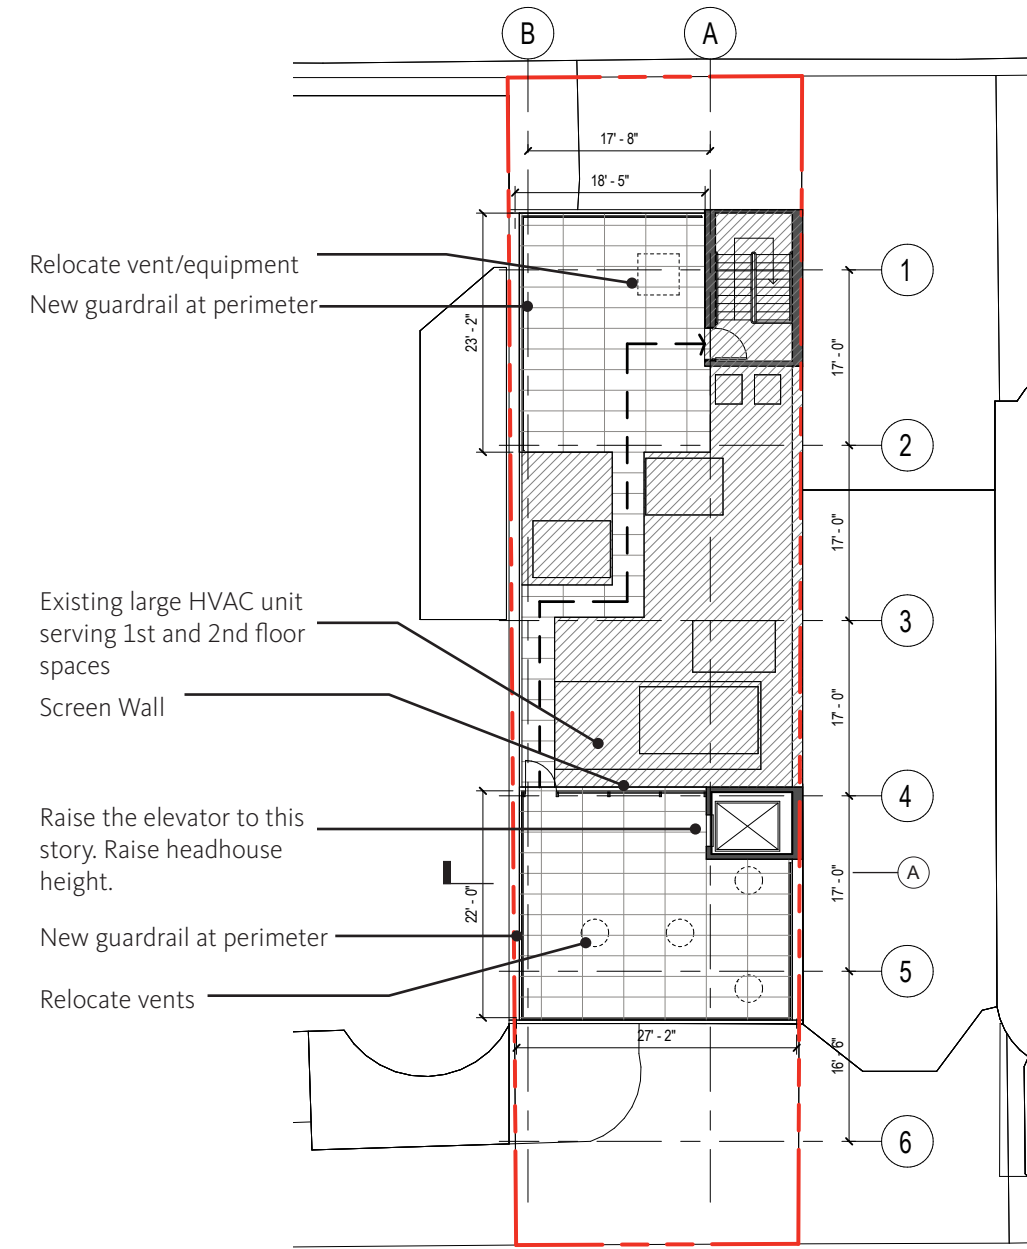 B
A
17' - 8"
18' - 5"
Relocate vent/equipment
New guardrail at perimeter
1
23' - 2"
17' - 0"
2
17' - 0"
Existing large HVAC unit
serving 1st and 2nd floor
spaces
3
Screen Wall
17' - 0"
4
Raise the elevator to this
story. Raise headhouse
height.
A
17' - 0"
22' - 0"
New guardrail at perimeter
5
Relocate vents
27' - 2"
16' - 6"
6